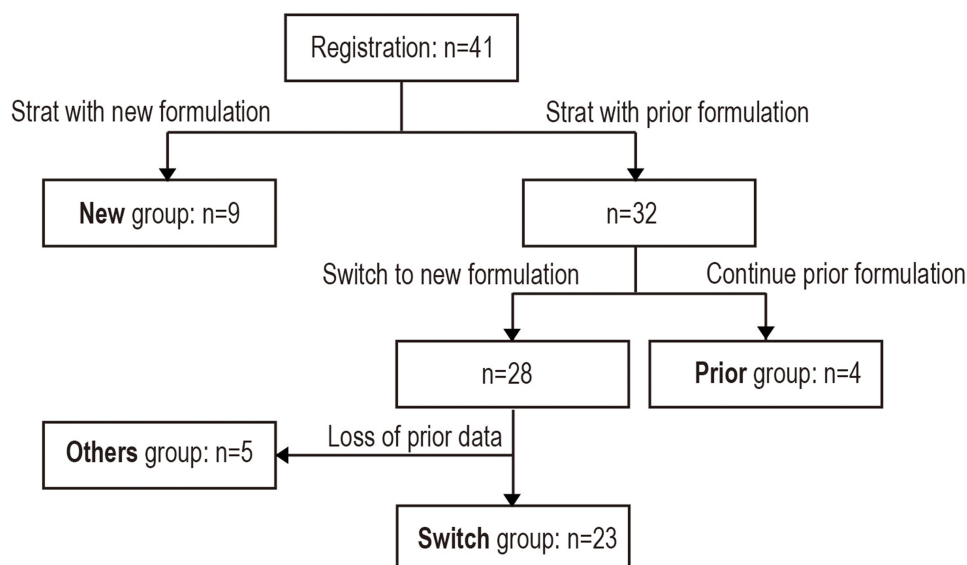 Registration: n=41
Strat with new formulation
Strat with prior formulation
New group: n=9
n=32
Switch to new formulation
Continue prior formulation
n=28
Prior group: n=4
Others group: n=5
Loss of prior data
Switch group: n=23